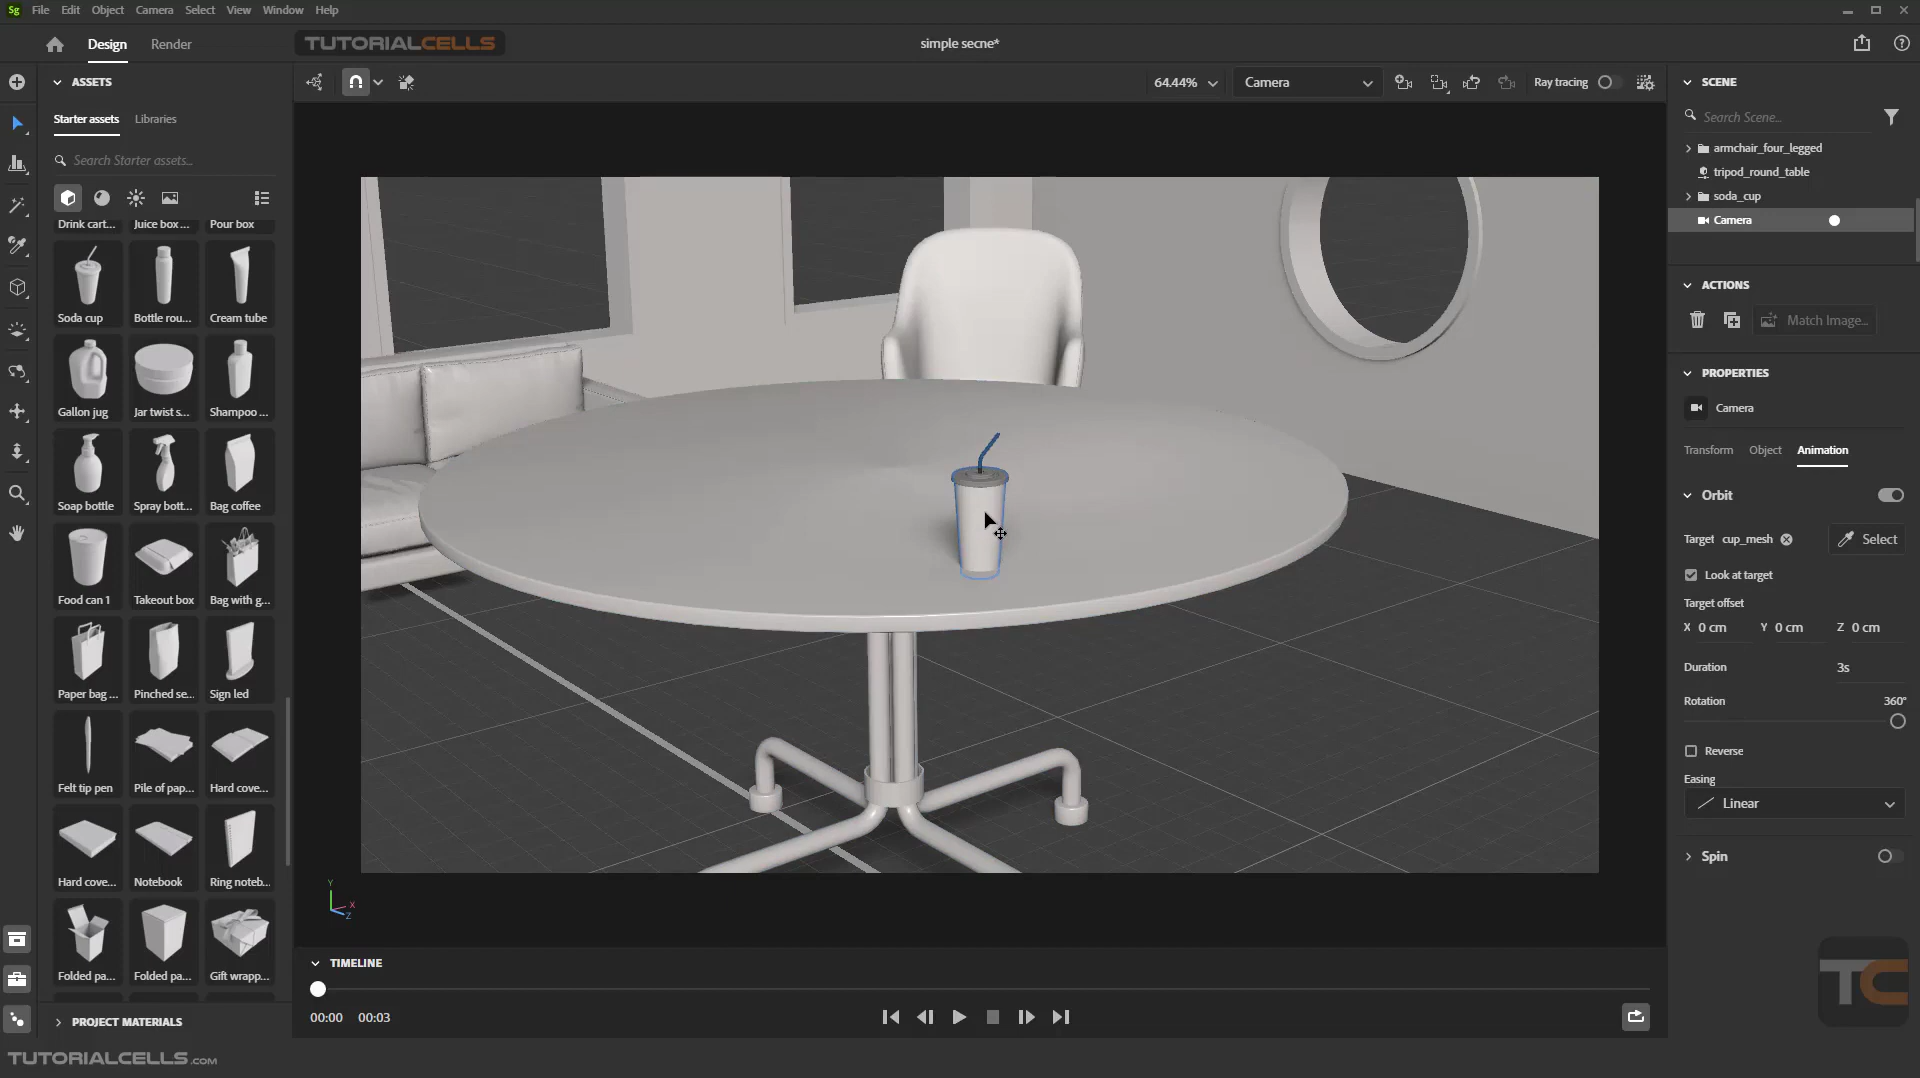 Sg File Edit Object Camera Select View Window Help
Design Render TUTORIALCELLS simple secne*
ASSETS
Starter assets Libraries
Search Starter assets...
Drink cart... Juice box ... Pour box
Soda cup Bottle rou... Cream tube
Gallon jug Jar twist s... Shampoo ...
Soap bottle Spray bott... Bag coffee
Food can 1 Takeout box Bag with g...
Paper bag ... Pinched se... Sign led
Felt tip pen Pile of pap... Hard cove...
Hard cove... Notebook Ring noteb...
Folded pa... Folded pa... Gift wrapp...
PROJECT MATERIALS
64.44% Camera Ray tracing
Y
X
Z
TIMELINE
00:00 00:03
SCENE
Search Scene...
armchair_four_legged
tripod_round_table
soda_cup
Camera
ACTIONS
Match Image...
PROPERTIES
Camera
Transform Object Animation
Orbit
Target cup_mesh Select
Look at target
Target offset
X 0 cm Y 0 cm Z 0 cm
Duration 3s
Rotation 360°
Reverse
Easing
Linear
Spin
TC
TUTORIALCELLS.COM